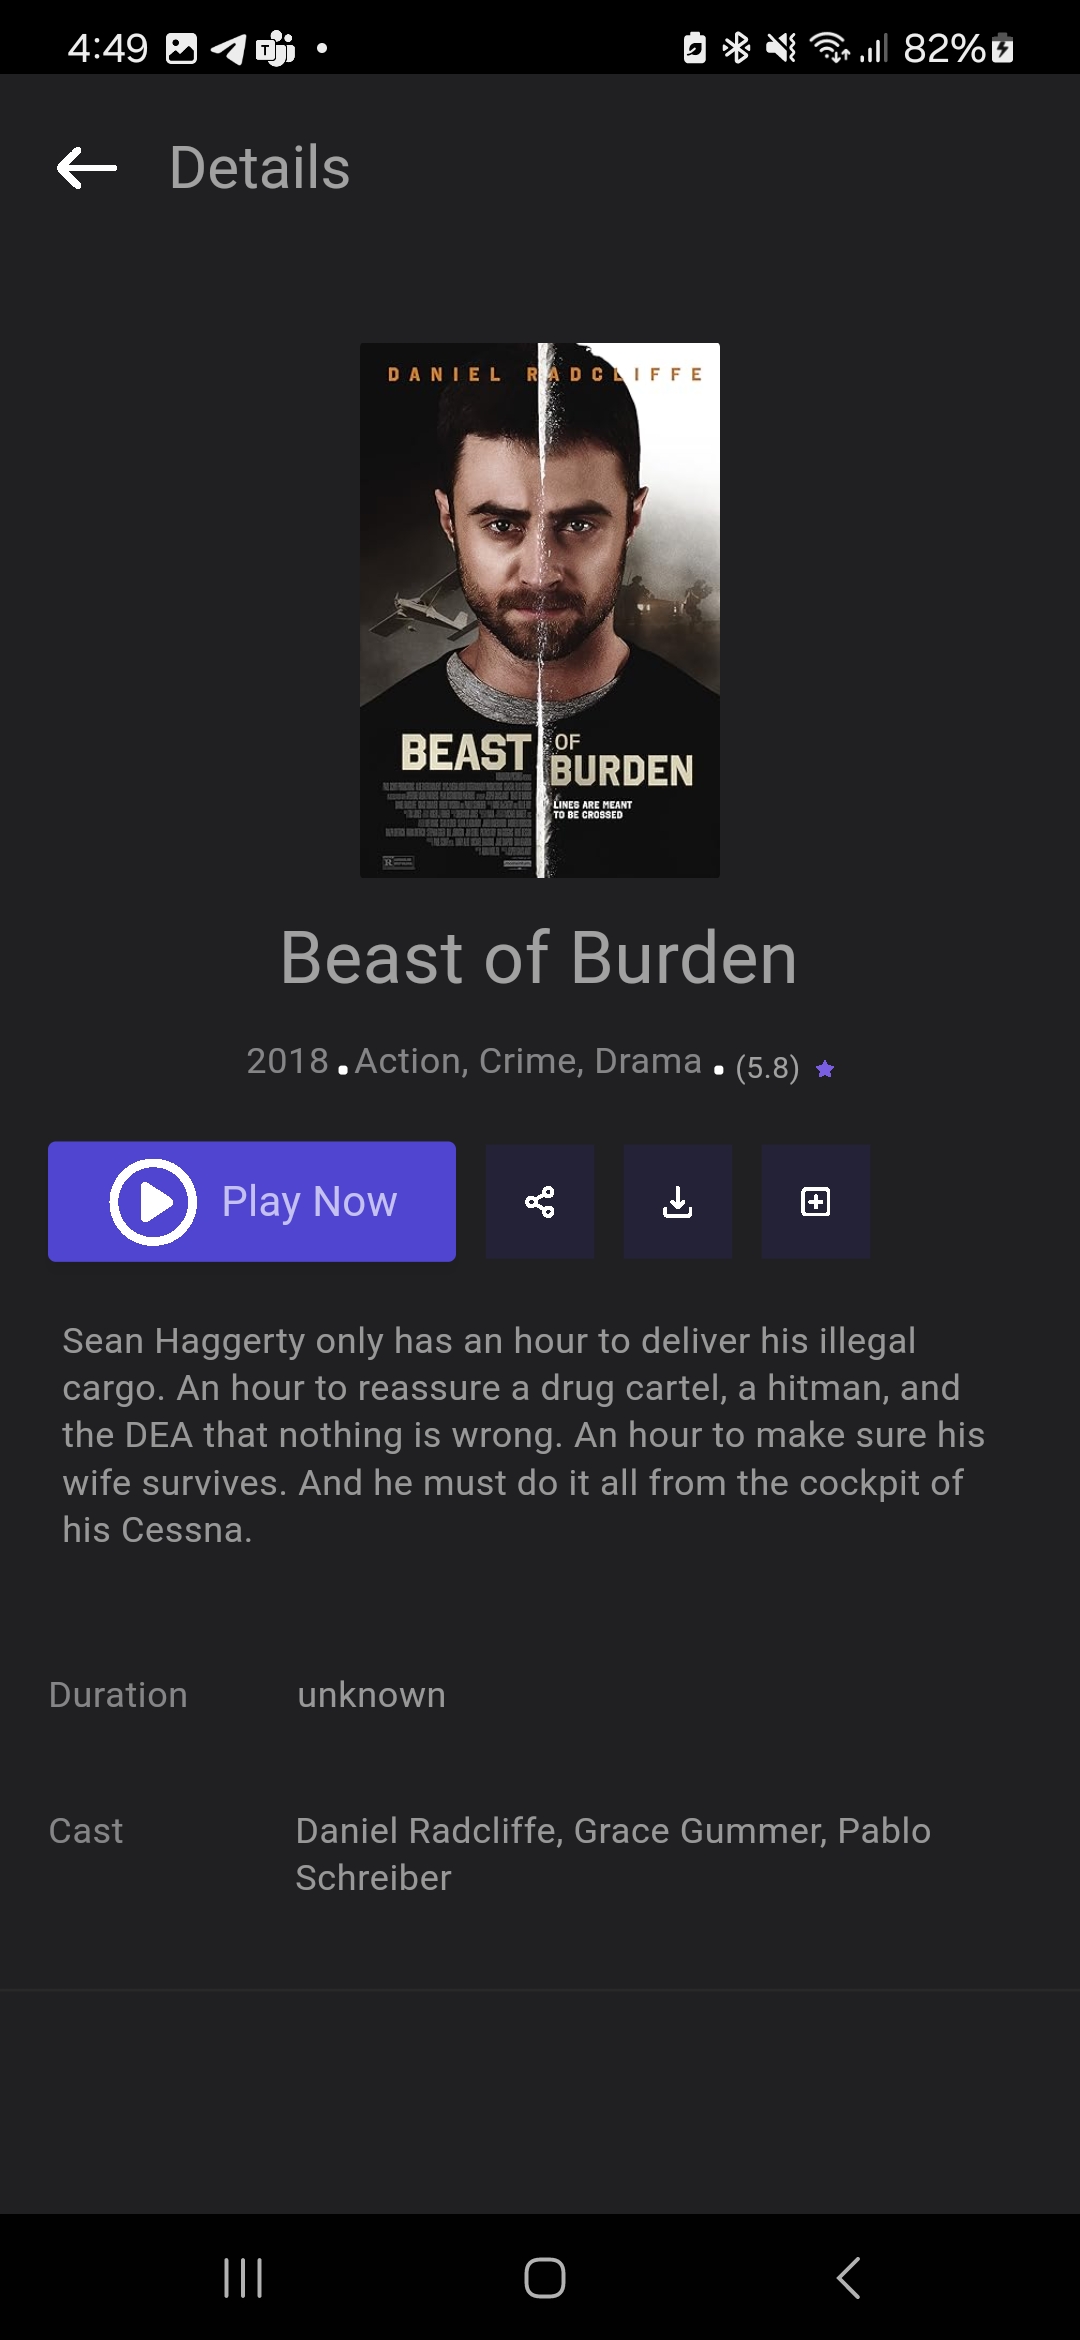 4:49
82%
Details
DANIEL RADCLIFFE
BEAST OF
BURDEN
LINES ARE MEANT
TO BE CROSSED
R
Beast of Burden
2018 . Action, Crime, Drama . (5.8)
Play Now
Sean Haggerty only has an hour to deliver his illegal
cargo. An hour to reassure a drug cartel, a hitman, and
the DEA that nothing is wrong. An hour to make sure his
wife survives. And he must do it all from the cockpit of
his Cessna.
Duration unknown
Cast Daniel Radcliffe, Grace Gummer, Pablo
Schreiber